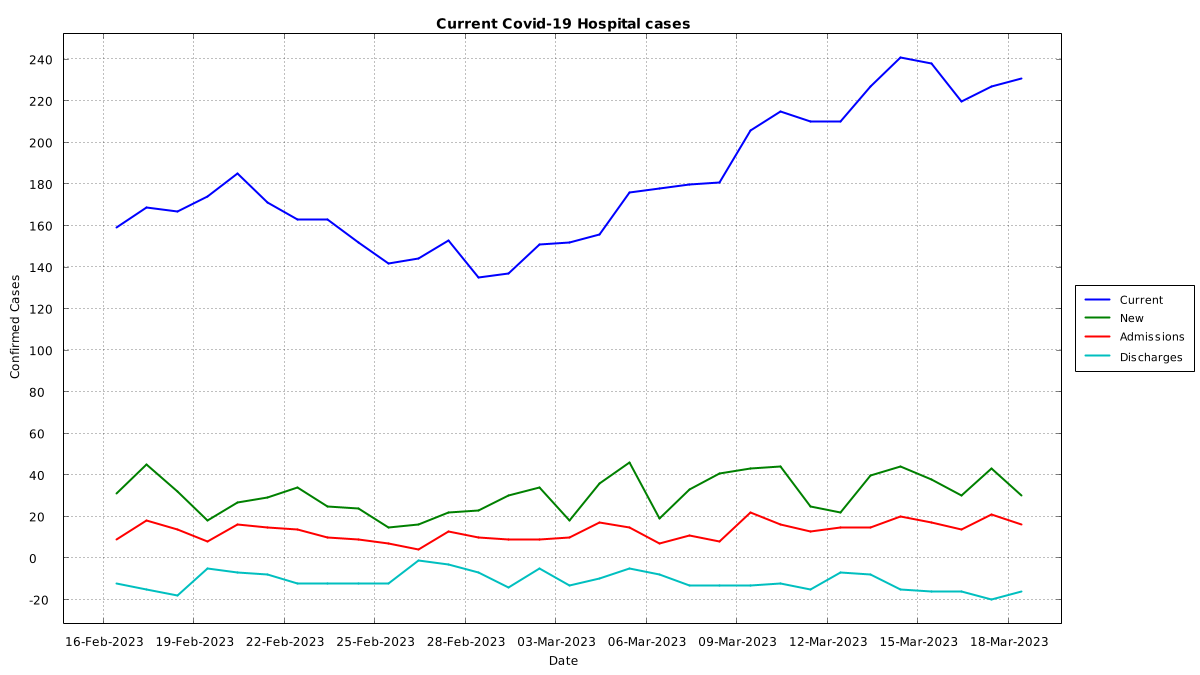 Current Covid-19 Hospital cases
240
220
200
180
160
140
120
100
80
60
40
20
0
-20
Confirmed Cases
16-Feb-2023 19-Feb-2023 22-Feb-2023 25-Feb-2023 28-Feb-2023 03-Mar-2023 06-Mar-2023 09-Mar-2023 12-Mar-2023 15-Mar-2023 18-Mar-2023
Date
Current
New
Admissions
Discharges